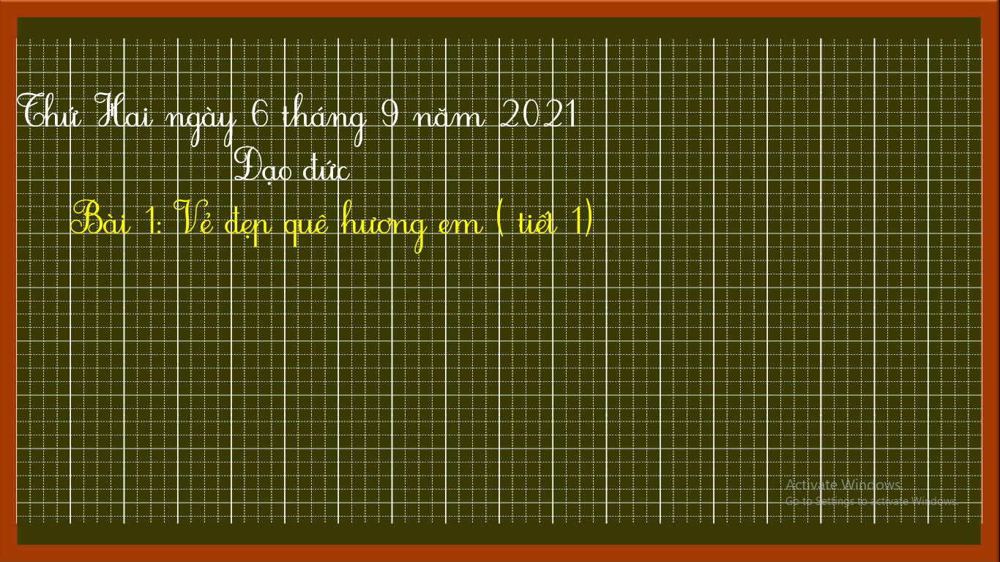 Thứ Hai ngày 6 tháng 9 năm 2021
Đạo đức
Bài 1: Vẻ đẹp quê hương em ( tiết 1)
Activate Windows
Go to Settings to activate Windows.